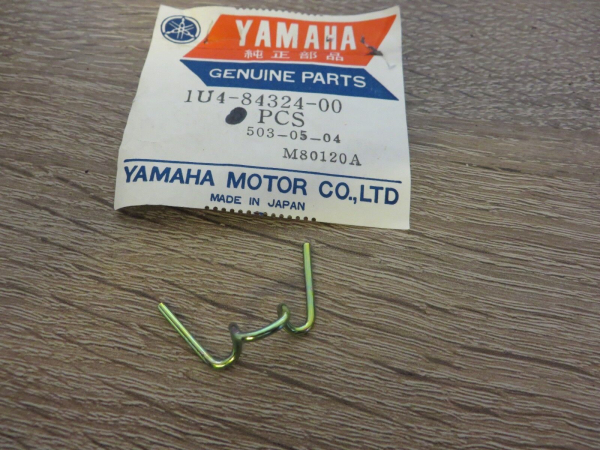 YAMAHA
純正部品
GENUINE PARTS
1U4-84324-00
PCS
503-05-04
M80120A
YAMAHA MOTOR CO.,LTD
MADE IN JAPAN